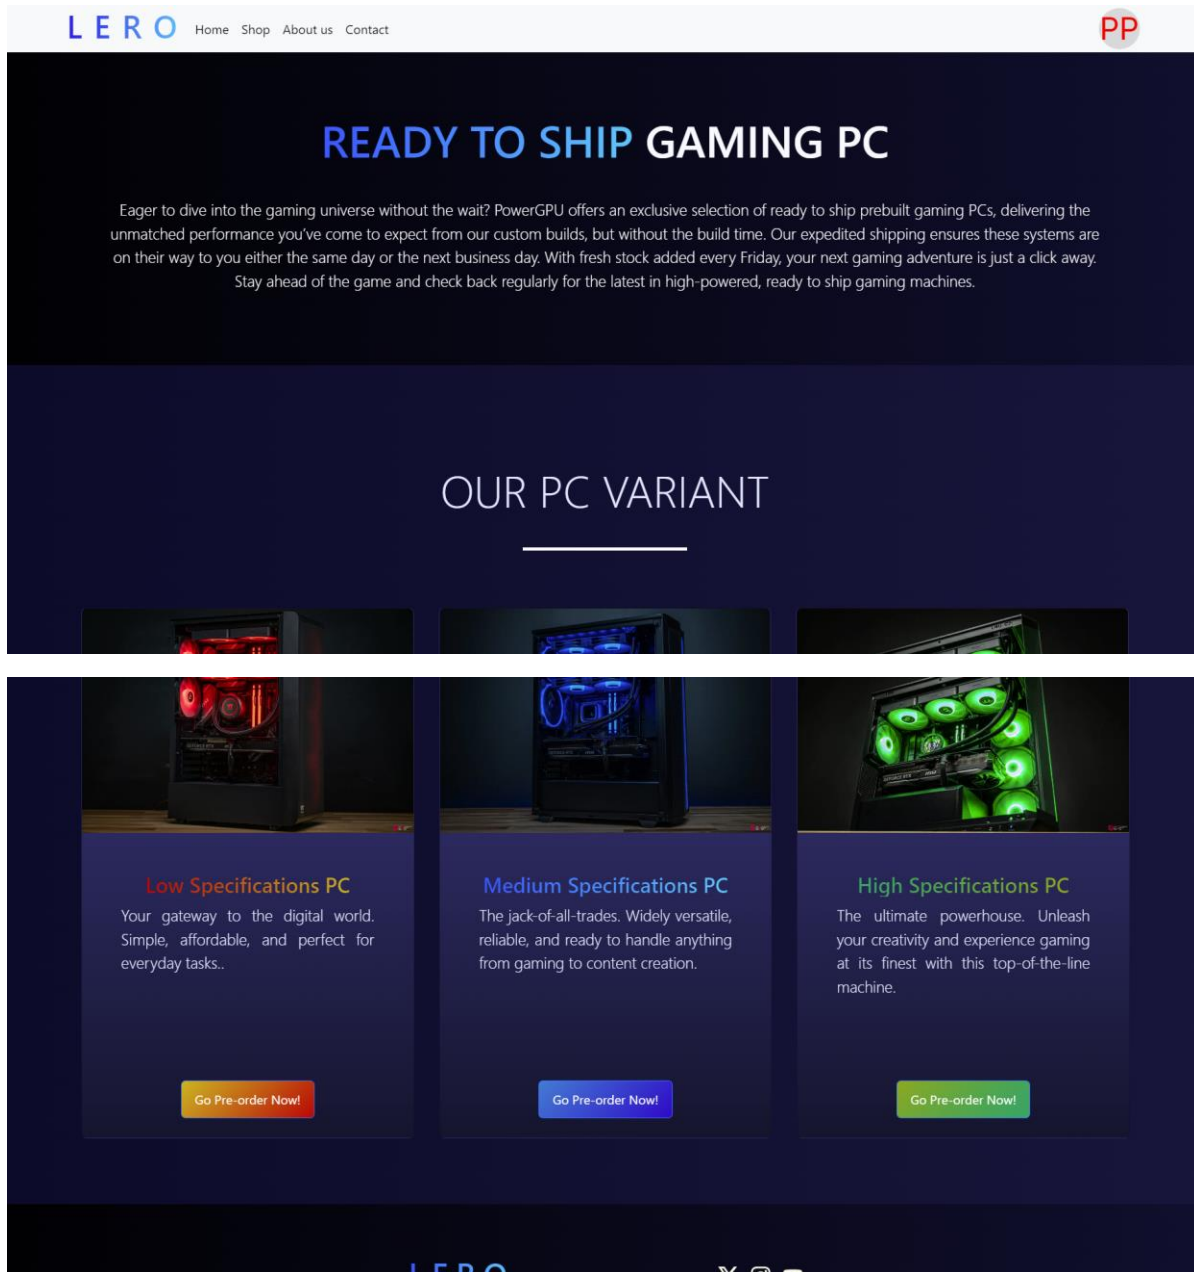 LERO Home Shop About us Contact PP
READY TO SHIP GAMING PC
Eager to dive into the gaming universe without the wait? PowerGPU offers an exclusive selection of ready to ship prebuilt gaming PCs, delivering the
unmatched performance you've come to expect from our custom builds, but without the build time. Our expedited shipping ensures these systems are
on their way to you either the same day or the next business day. With fresh stock added every Friday, your next gaming adventure is just a click away.
Stay ahead of the game and check back regularly for the latest in high-powered, ready to ship gaming machines.
OUR PC VARIANT
Low Specifications PC
Your gateway to the digital world.
Simple, affordable, and perfect for
everyday tasks..
Go Pre-order Now!
Medium Specifications PC
The jack-of-all-trades. Widely versatile,
reliable, and ready to handle anything
from gaming to content creation.
Go Pre-order Now!
High Specifications PC
The ultimate powerhouse. Unleash
your creativity and experience gaming
at its finest with this top-of-the-line
machine.
Go Pre-order Now!
LERO